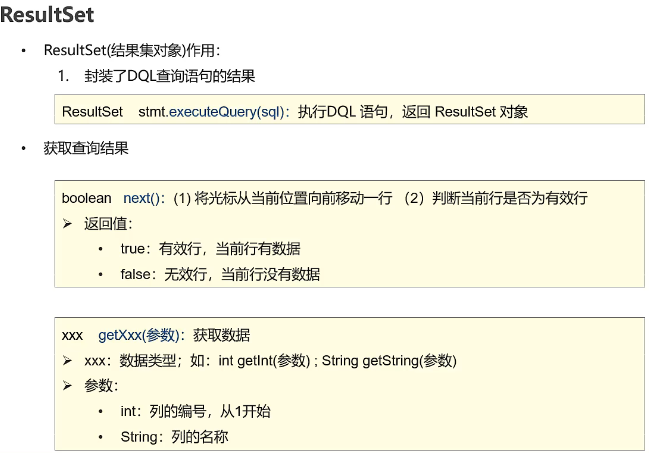 ResultSet
• ResultSet(结果集对象)作用：
1. 封装了DQL查询语句的结果
ResultSet stmt.executeQuery(sql)：执行DQL 语句，返回 ResultSet 对象
• 获取查询结果
boolean next()：(1) 将光标从当前位置向前移动一行 （2）判断当前行是否为有效行
➢ 返回值：
• true：有效行，当前行有数据
• false：无效行，当前行没有数据
xxx getXxx(参数)：获取数据
➢ xxx：数据类型；如：int getInt(参数) ; String getString(参数)
➢ 参数：
• int：列的编号，从1开始
• String：列的名称